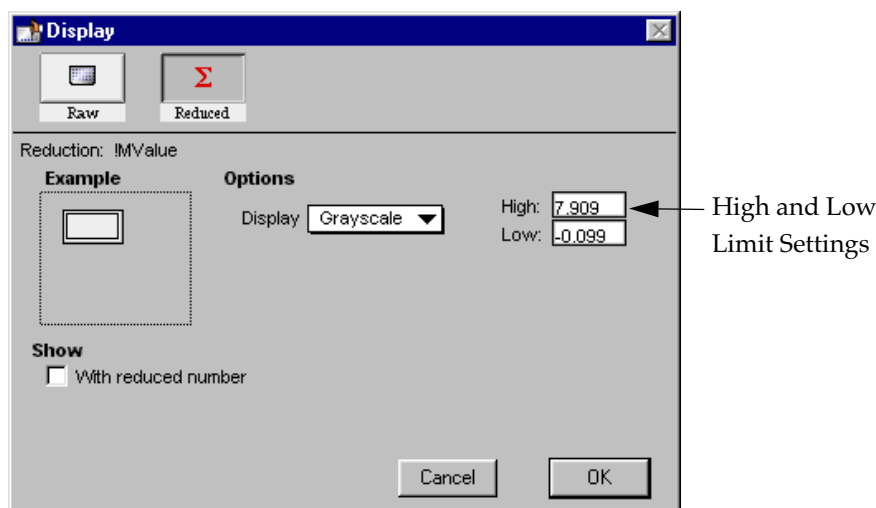 Display
Raw
Σ
Reduced
Reduction: !MValue
Example
Options
Display Grayscale
High: 7.909
Low: -0.099
High and Low
Limit Settings
Show
With reduced number
Cancel
OK